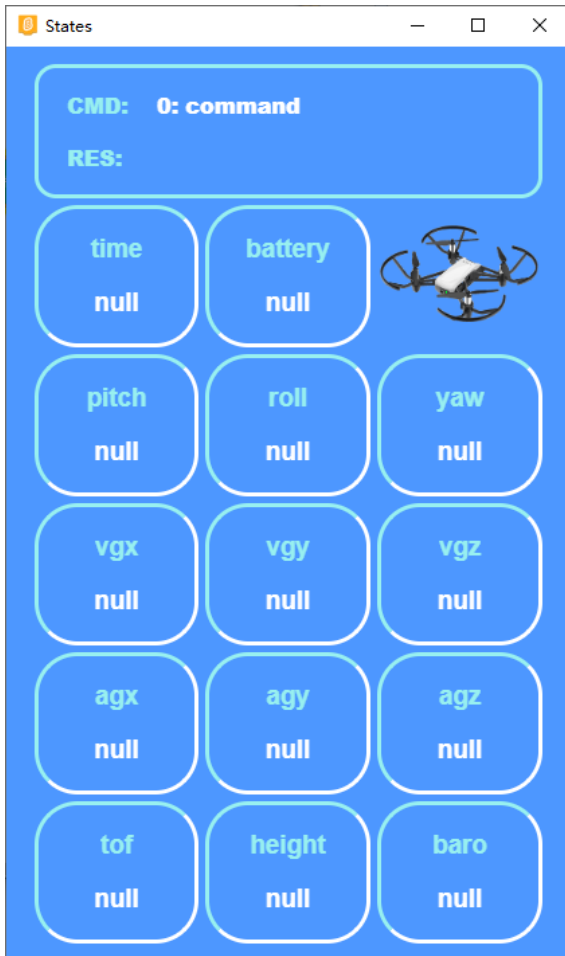 States
CMD: 0: command
RES:
time battery
null null
pitch roll yaw
null null null
vgx vgy vgz
null null null
agx agy agz
null null null
tof height baro
null null null